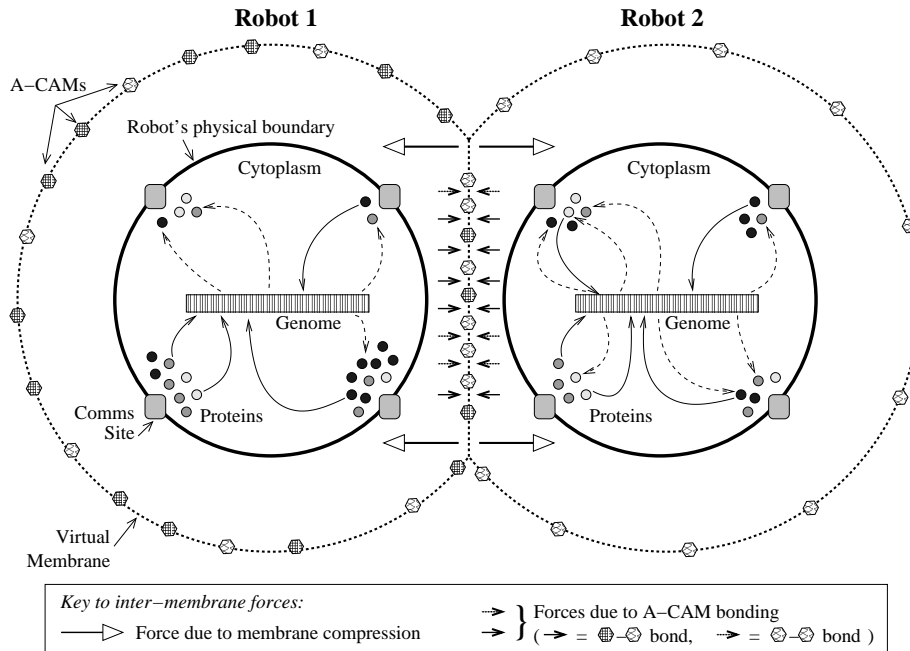 Robot 1
Robot 2
A−CAMs
Robot's physical boundary
Cytoplasm
Cytoplasm
Genome
Genome
Comms
Site
Proteins
Proteins
Virtual
Membrane
Key to inter−membrane forces:
Force due to membrane compression
Forces due to A−CAM bonding
( = – bond, = – bond )